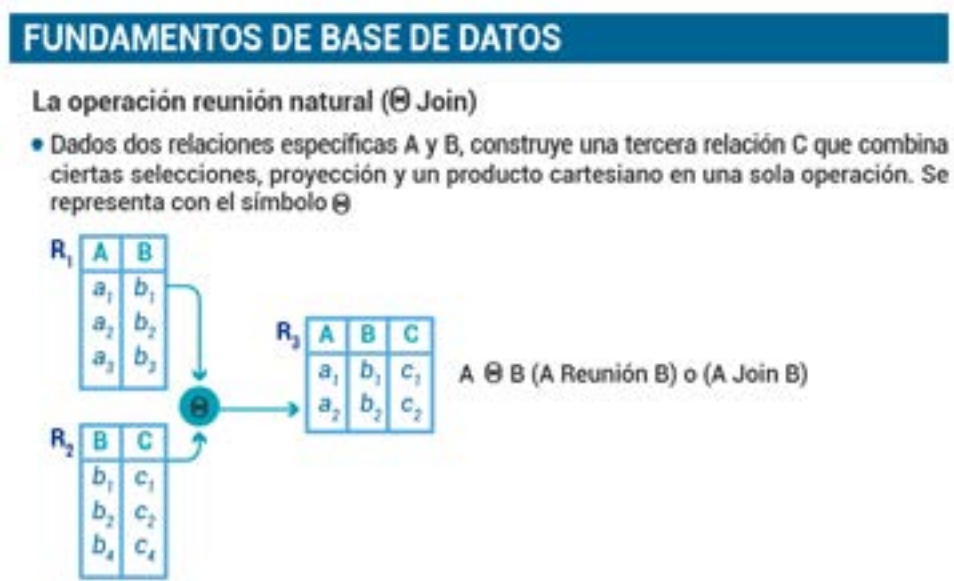 FUNDAMENTOS DE BASE DE DATOS
La operación reunión natural (Θ Join)
• Dados dos relaciones específicas A y B, construye una tercera relación C que combina
ciertas selecciones, proyección y un producto cartesiano en una sola operación. Se
representa con el símbolo Θ
R₁ A B
a₁ b₁
a₂ b₂
a₃ b₃
Θ
R₂ B C
b₁ c₁
b₂ c₂
b₄ c₄
R₃ A B C
a₁ b₁ c₁
a₂ b₂ c₂
A Θ B (A Reunión B) o (A Join B)